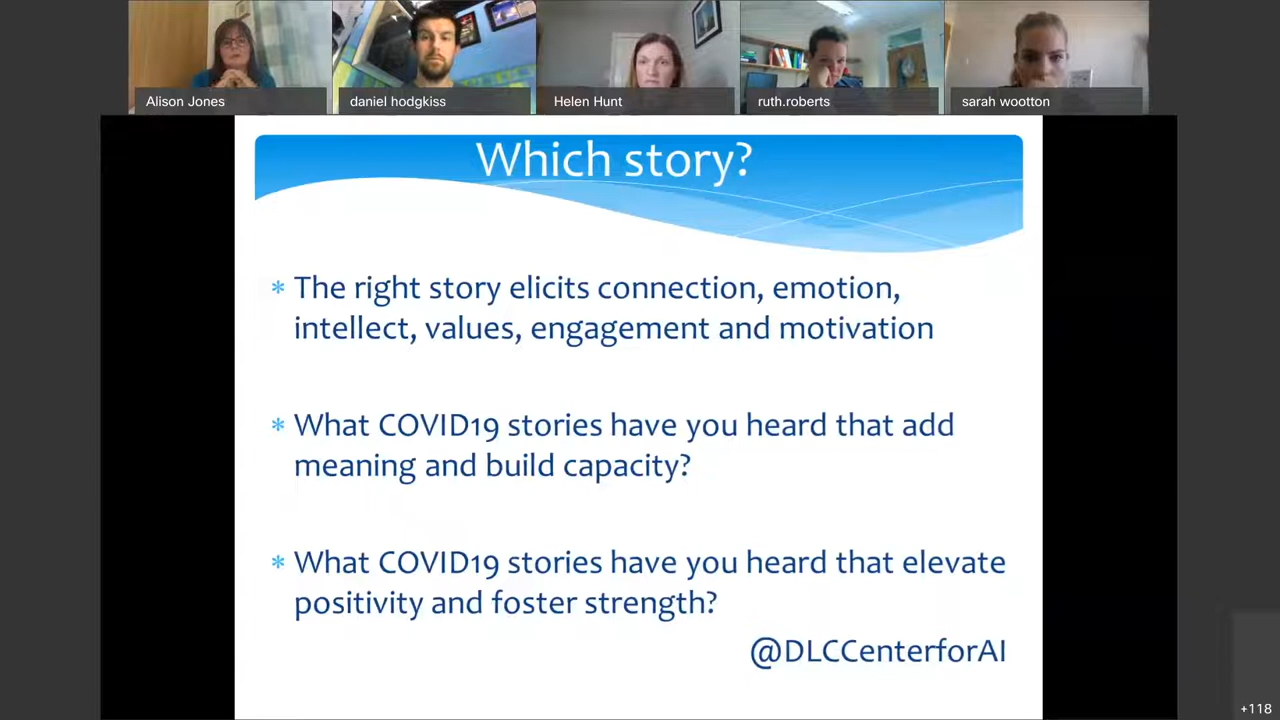 Alison Jones
daniel hodgkiss
Helen Hunt
ruth.roberts
sarah wootton
Which story?
* The right story elicits connection, emotion,
intellect, values, engagement and motivation
* What COVID19 stories have you heard that add
meaning and build capacity?
* What COVID19 stories have you heard that elevate
positivity and foster strength?
@DLCCenterforAI
+118